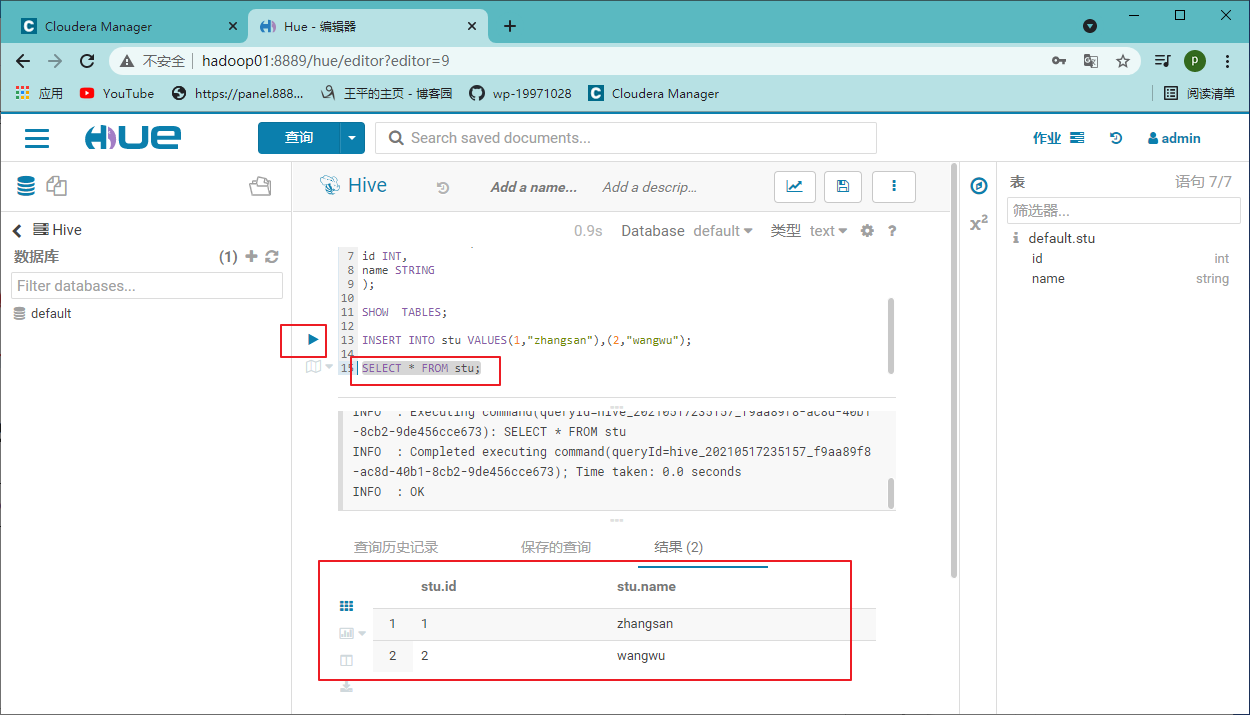 Cloudera Manager
Hue - 编辑器
不安全 hadoop01:8889/hue/editor?editor=9
P
应用 YouTube https://panel.888... 王平的主页 - 博客园 wp-19971028 Cloudera Manager 阅读清单
HUE 查询 Search saved documents... 作业 admin
Hive Add a name... Add a descrip...
Hive
数据库 (1)
Filter databases...
default
0.9s Database default 类型 text ?
7 id INT,
8 name STRING
9 );
10
11 SHOW TABLES;
12
13 INSERT INTO stu VALUES(1,"zhangsan"),(2,"wangwu");
14
15 SELECT * FROM stu;
INFO : Executing command(queryId=hive_20210517235157_f9aa89f8-ac8d-40b1
-8cb2-9de456cce673): SELECT * FROM stu
INFO : Completed executing command(queryId=hive_20210517235157_f9aa89f8
-ac8d-40b1-8cb2-9de456cce673); Time taken: 0.0 seconds
INFO : OK
查询历史记录 保存的查询 结果 (2)
stu.id stu.name
1 1 zhangsan
2 2 wangwu
x²
表 语句 7/7
筛选器...
default.stu
id int
name string